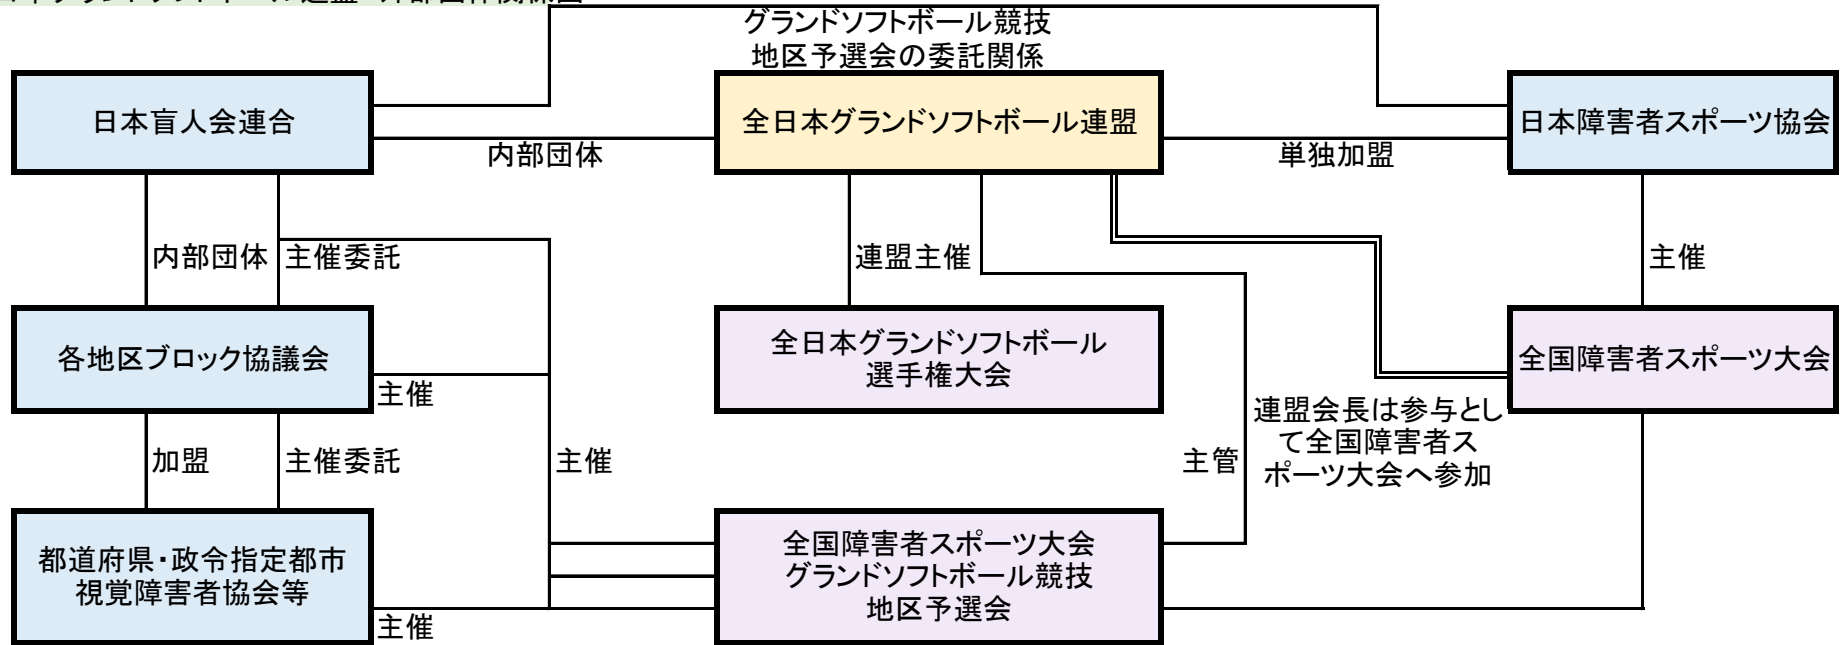 グランドソフトボール競技
地区予選会の委託関係
日本盲人会連合
全日本グランドソフトボール連盟
日本障害者スポーツ協会
内部団体
単独加盟
内部団体
主催委託
連盟主催
主催
各地区ブロック協議会
全日本グランドソフトボール
選手権大会
全国障害者スポーツ大会
主催
連盟会長は参与とし
て全国障害者ス
ポーツ大会へ参加
加盟
主催委託
主催
主管
都道府県・政令指定都市
視覚障害者協会等
全国障害者スポーツ大会
グランドソフトボール競技
地区予選会
主催